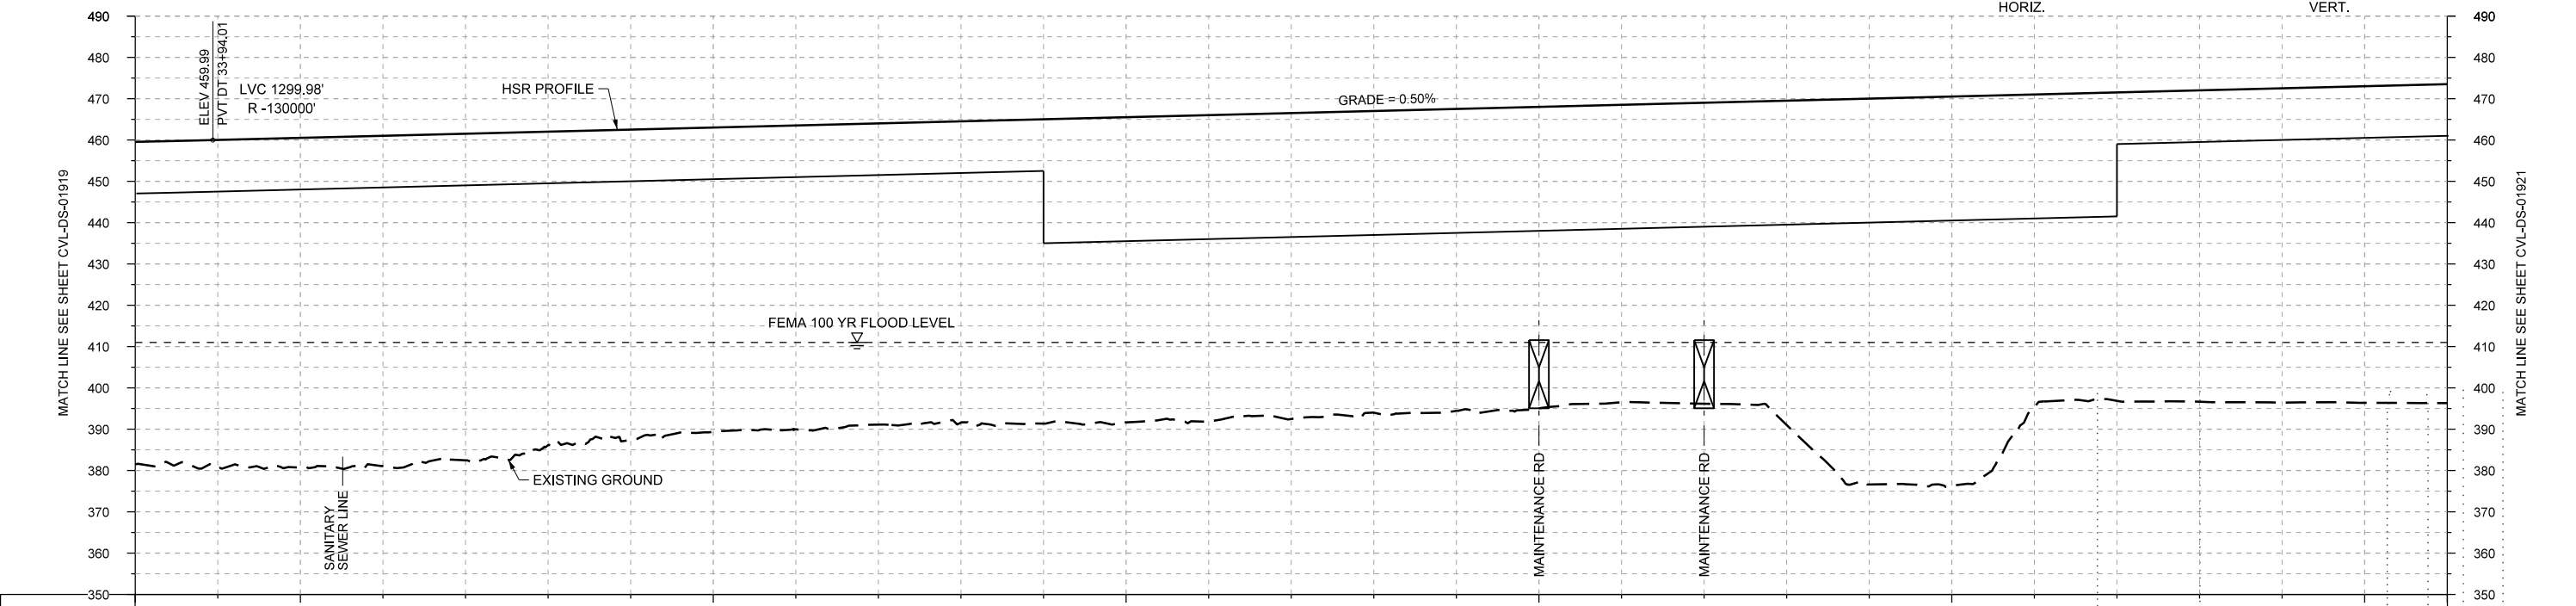 HORIZ.
VERT.
490
480
470
460
450
440
430
420
410
400
390
380
370
360
350
MATCH LINE SEE SHEET CVL-DS-01919
ELEV 459.99
PVT DT 33+94.01
LVC 1299.98'
R -130000'
HSR PROFILE
GRADE = 0.50%
FEMA 100 YR FLOOD LEVEL
EXISTING GROUND
SANITARY
SEWER LINE
MAINTENANCE RD
MAINTENANCE RD
490
480
470
460
450
440
430
420
410
400
390
380
370
360
350
MATCH LINE SEE SHEET CVL-DS-01921